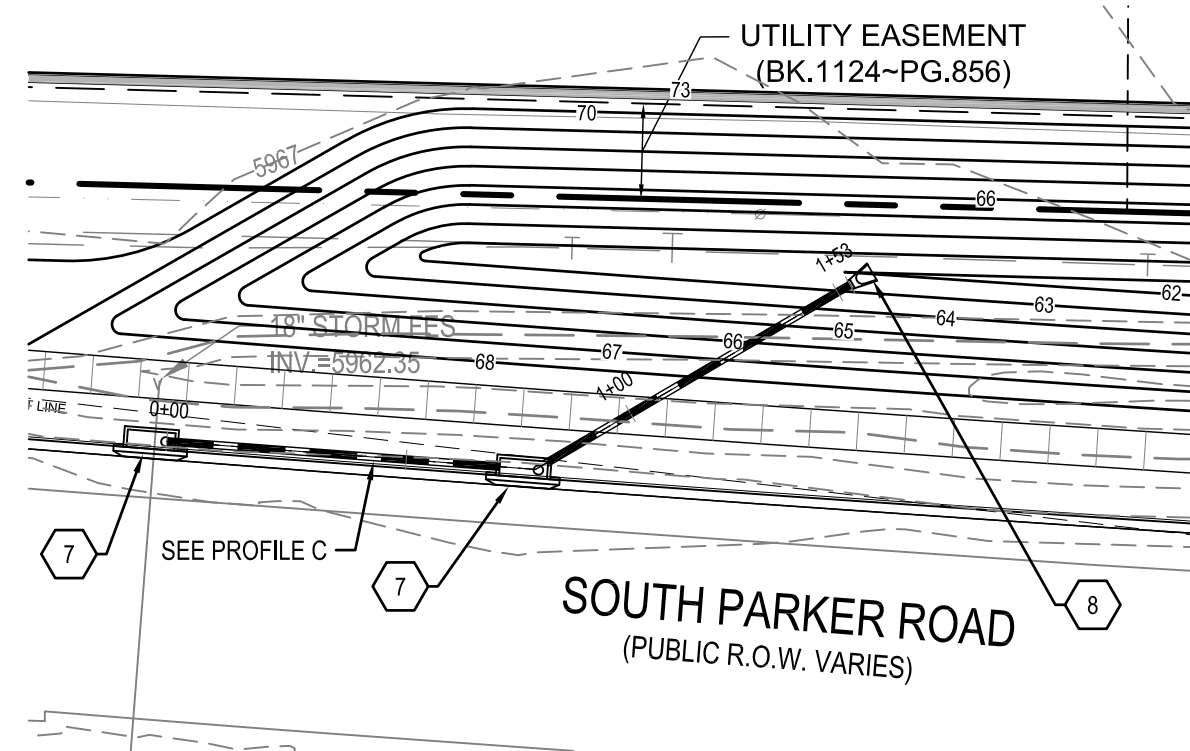 UTILITY EASEMENT
(BK.1124~PG.856)
73
70
5967
66
1+53
62
63
64
65
66
67
68
18" STORM FES
INV.=5962.35
1+00
0+00
LINE
7
SEE PROFILE C
7
8
SOUTH PARKER ROAD
(PUBLIC R.O.W. VARIES)